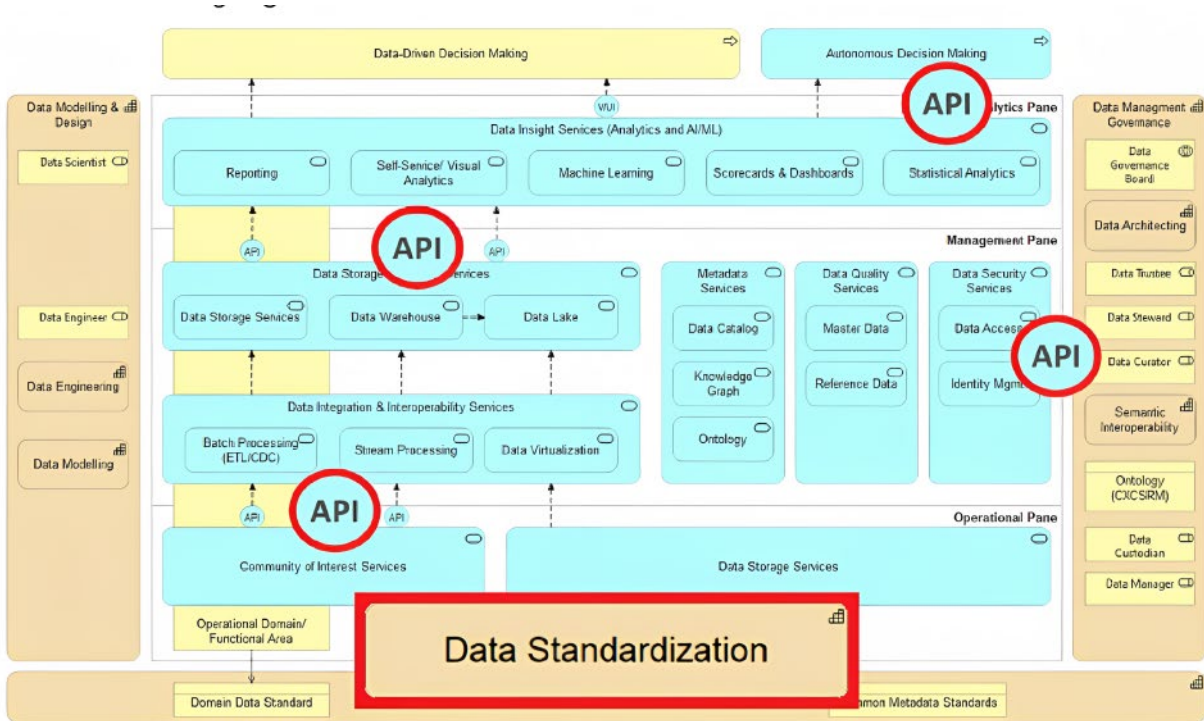 Data-Driven Decision Making
Autonomous Decision Making
Data Modelling &
Design
Data Scientist
Data Engineer
Data Engineering
Data Modelling
API
lytics Pane
WUI
Data Insight Services (Analytics and AI/ML)
Reporting
Self-Service/ Visual
Analytics
Machine Learning
Scorecards & Dashboards
Statistical Analytics
API
API
API
Management Pane
Data Storage
Services
Data Storage Services
Data Warehouse
Data Lake
Metadata
Services
Data Catalog
Knowledge
Graph
Ontology
Data Quality
Services
Master Data
Reference Data
Data Security
Services
Data Access
Identity Mgmt
API
Data Integration & Interoperability Services
Batch Processing
(ETL/CDC)
Stream Processing
Data Virtualization
API
API
API
Operational Pane
Community of Interest Services
Data Storage Services
Operational Domain/
Functional Area
Data Standardization
Domain Data Standard
mmon Metadata Standards
Data Managment
Governance
Data
Governance
Board
Data Architecting
Data Trustee
Data Steward
Data Curator
Semantic
Interoperability
Ontology
(CXCSIRM)
Data
Custodian
Data Manager